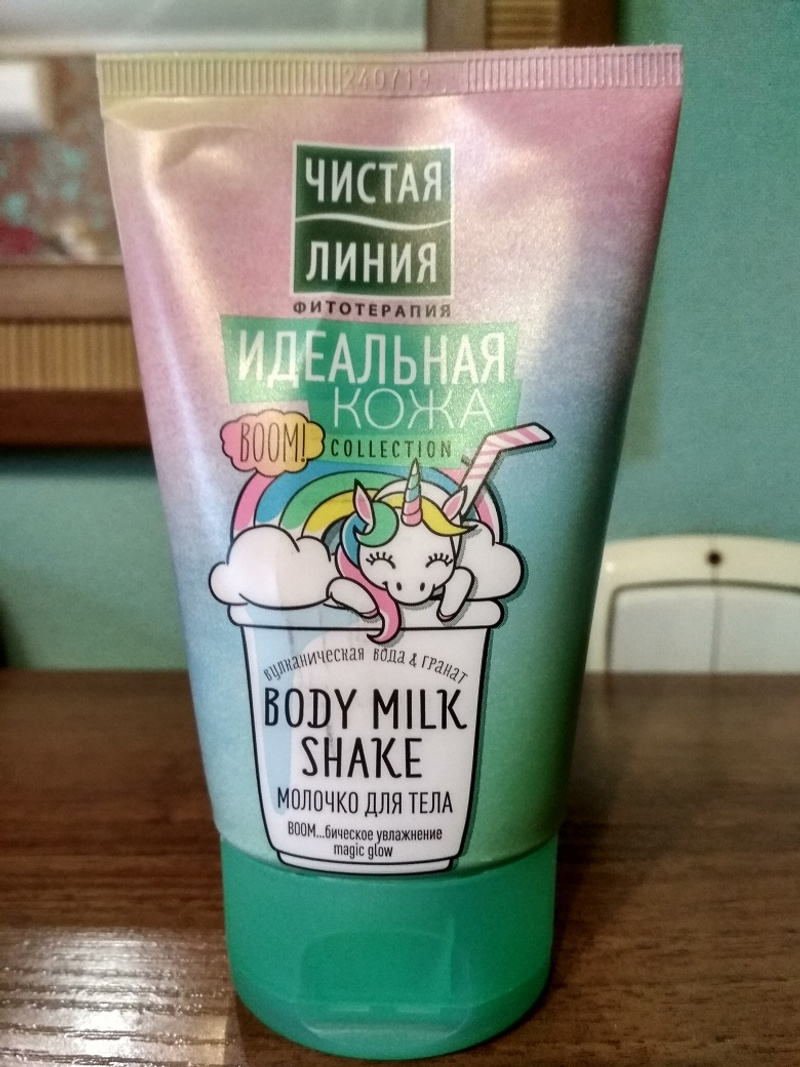 240719
ЧИСТАЯ
ЛИНИЯ
ФИТОТЕРАПИЯ
ИДЕАЛЬНАЯ
КОЖА
BOOM! COLLECTION
вулканическая вода & гранат
BODY MILK
SHAKE
МОЛОЧКО ДЛЯ ТЕЛА
BOOM...бическое увлажнение
magic glow